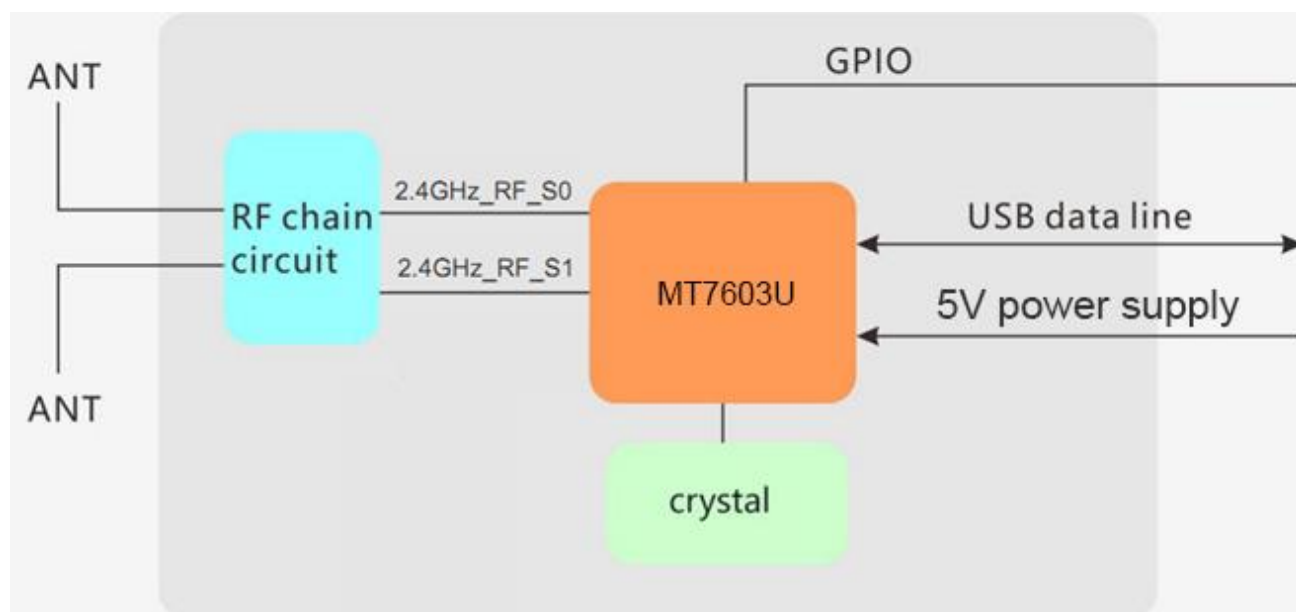 ANT
GPIO
2.4GHz_RF_S0
RF chain
circuit
USB data line
2.4GHz_RF_S1
MT7603U
5V power supply
ANT
crystal